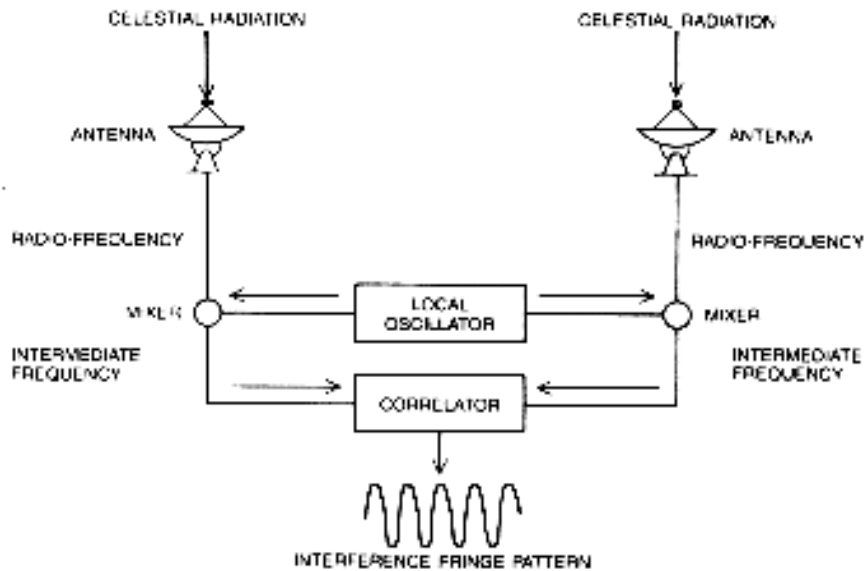 CELESTIAL RADIATION
CELESTIAL RADIATION
ANTENNA
ANTENNA
RADIO-FREQUENCY
RADIO-FREQUENCY
MIXER
LOCAL
OSCILLATOR
MIXER
INTERMEDIATE
FREQUENCY
INTERMEDIATE
FREQUENCY
CORRELATOR
INTERFERENCE FRINGE PATTERN